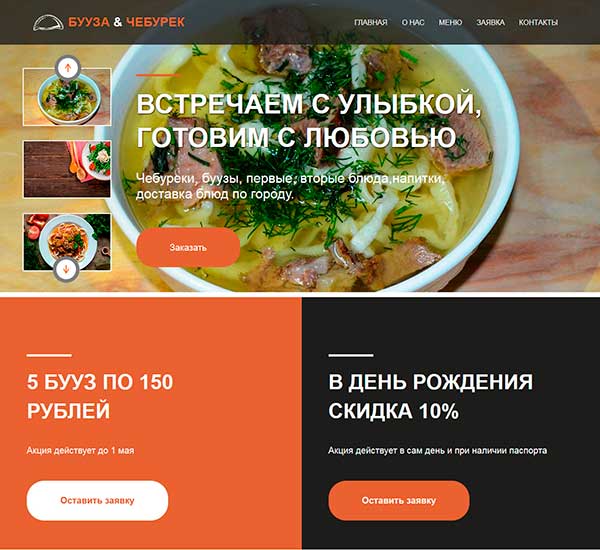 БУУЗА & ЧЕБУРЕК
ГЛАВНАЯ О НАС МЕНЮ ЗАЯВКА КОНТАКТЫ
ВСТРЕЧАЕМ С УЛЫБКОЙ,
ГОТОВИМ С ЛЮБОВЬЮ
Чебуреки, буузы, первые, вторые блюда,напитки,
доставка блюд по городу.
Заказать
5 БУУЗ ПО 150
РУБЛЕЙ
Акция действует до 1 мая
Оставить заявку
В ДЕНЬ РОЖДЕНИЯ
СКИДКА 10%
Акция действует в сам день и при наличии паспорта
Оставить заявку